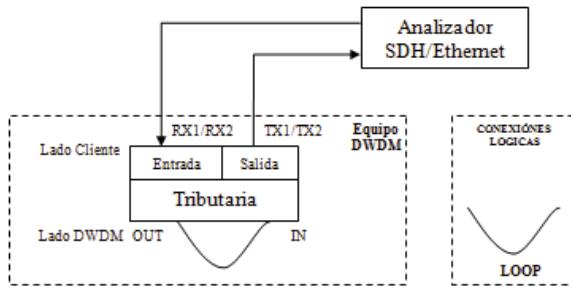 Analizador
SDH/Ethernet
RX1/RX2 TX1/TX2 Equipo
DWDM
Lado Cliente
Entrada Salida
Tributaria
Lado DWDM OUT IN
CONEXIÓNES
LOGICAS
LOOP